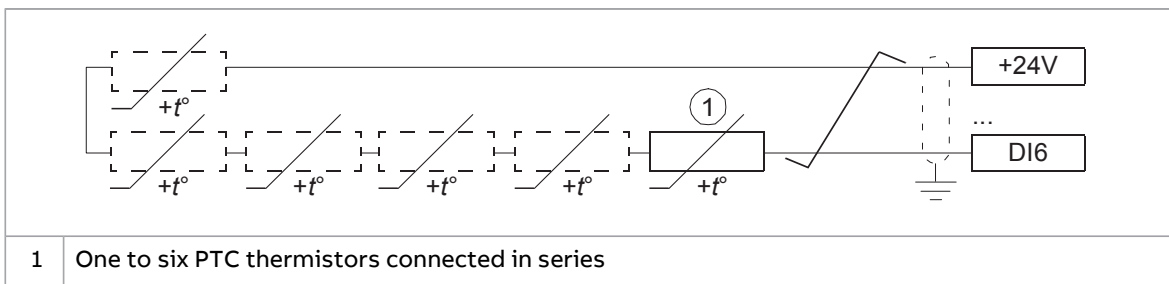 +24V
+t°
1
...
DI6
+t°
+t°
+t°
+t°
+t°
1 One to six PTC thermistors connected in series